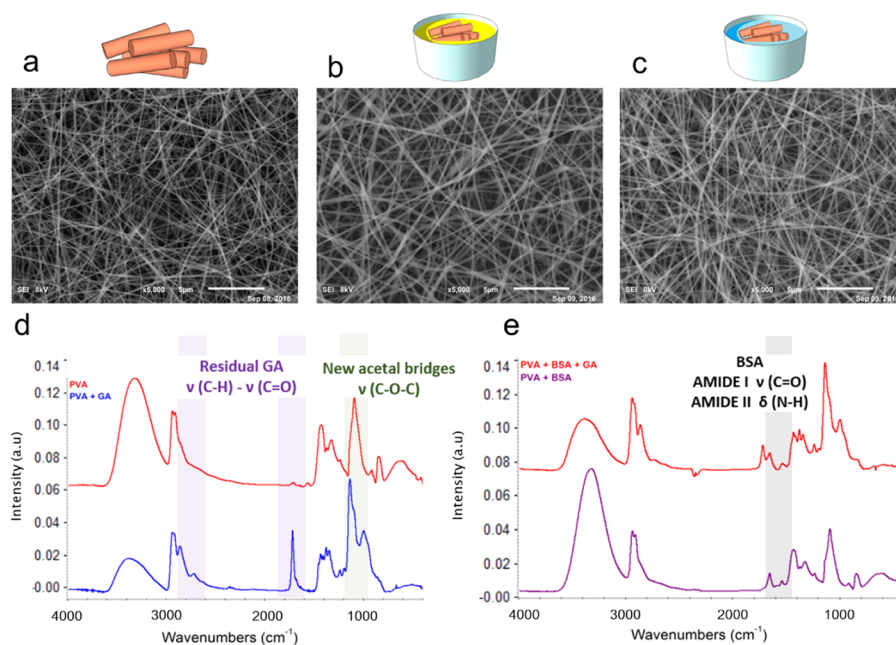 a
b
c
SEI 8kV x5,000 5µm Sep 08, 2016
SEI 8kV x5,000 5µm Sep 09, 2016
SEI 8kV x5,000 5µm Sep 09, 2016
d
PVA
PVA + GA
Residual GA
ν (C-H) - ν (C=O)
New acetal bridges
ν (C-O-C)
Intensity (a.u)
0.14
0.12
0.10
0.08
0.06
0.04
0.02
-0.00
4000 3000 2000 1000
Wavenumbers (cm⁻¹)
e
PVA + BSA + GA
PVA + BSA
BSA
AMIDE I ν (C=O)
AMIDE II δ (N-H)
Intensity (a.u)
0.14
0.12
0.10
0.08
0.06
0.04
0.02
-0.00
4000 3000 2000 1000
Wavenumbers (cm⁻¹)